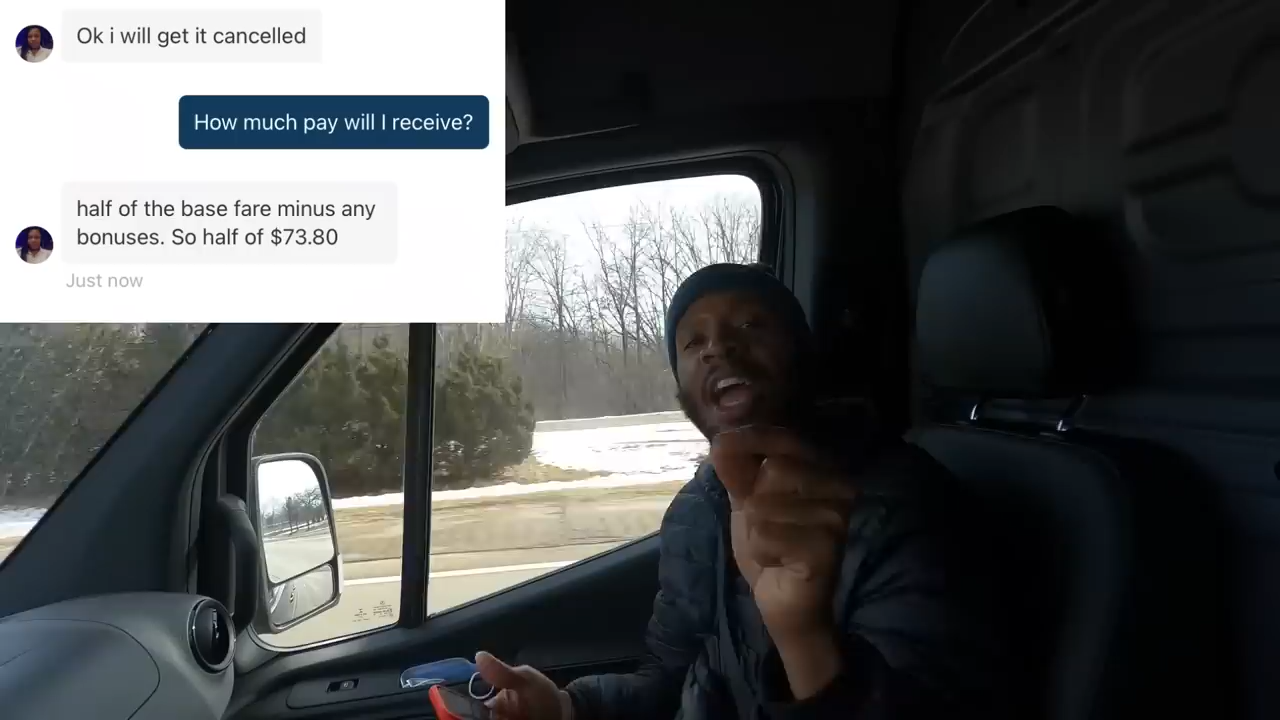 Ok i will get it cancelled
How much pay will I receive?
half of the base fare minus any
bonuses. So half of $73.80
Just now